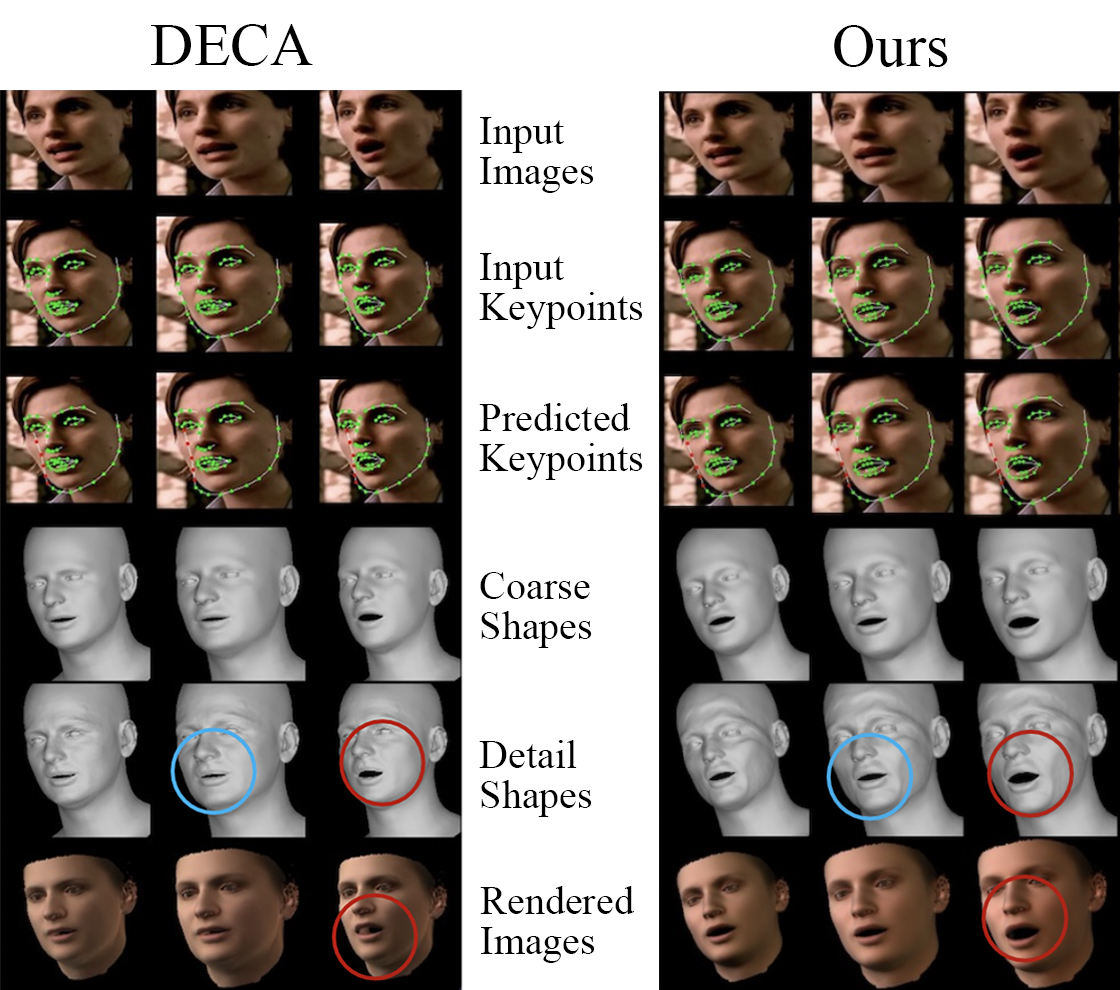 DECA
Ours
Input
Images
Input
Keypoints
Predicted
Keypoints
Coarse
Shapes
Detail
Shapes
Rendered
Images